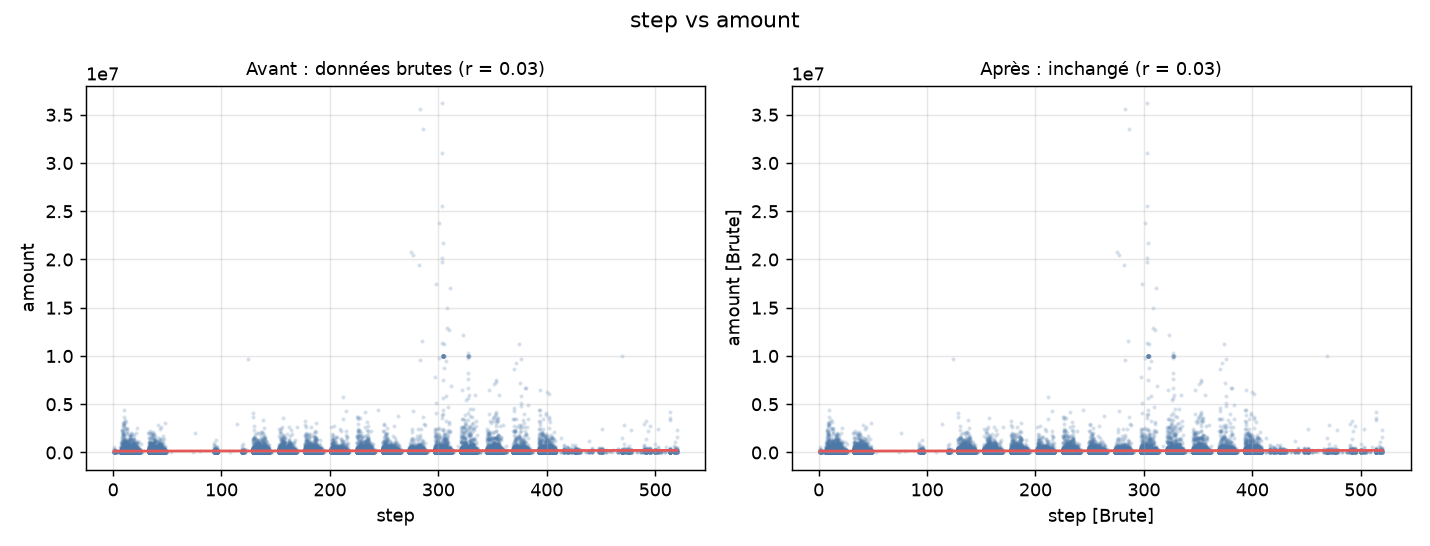 step vs amount
Avant : données brutes (r = 0.03)
1e7
3.5
3.0
2.5
2.0
1.5
1.0
0.5
0.0
amount
0 100 200 300 400 500
step
Après : inchangé (r = 0.03)
1e7
3.5
3.0
2.5
2.0
1.5
1.0
0.5
0.0
amount [Brute]
0 100 200 300 400 500
step [Brute]